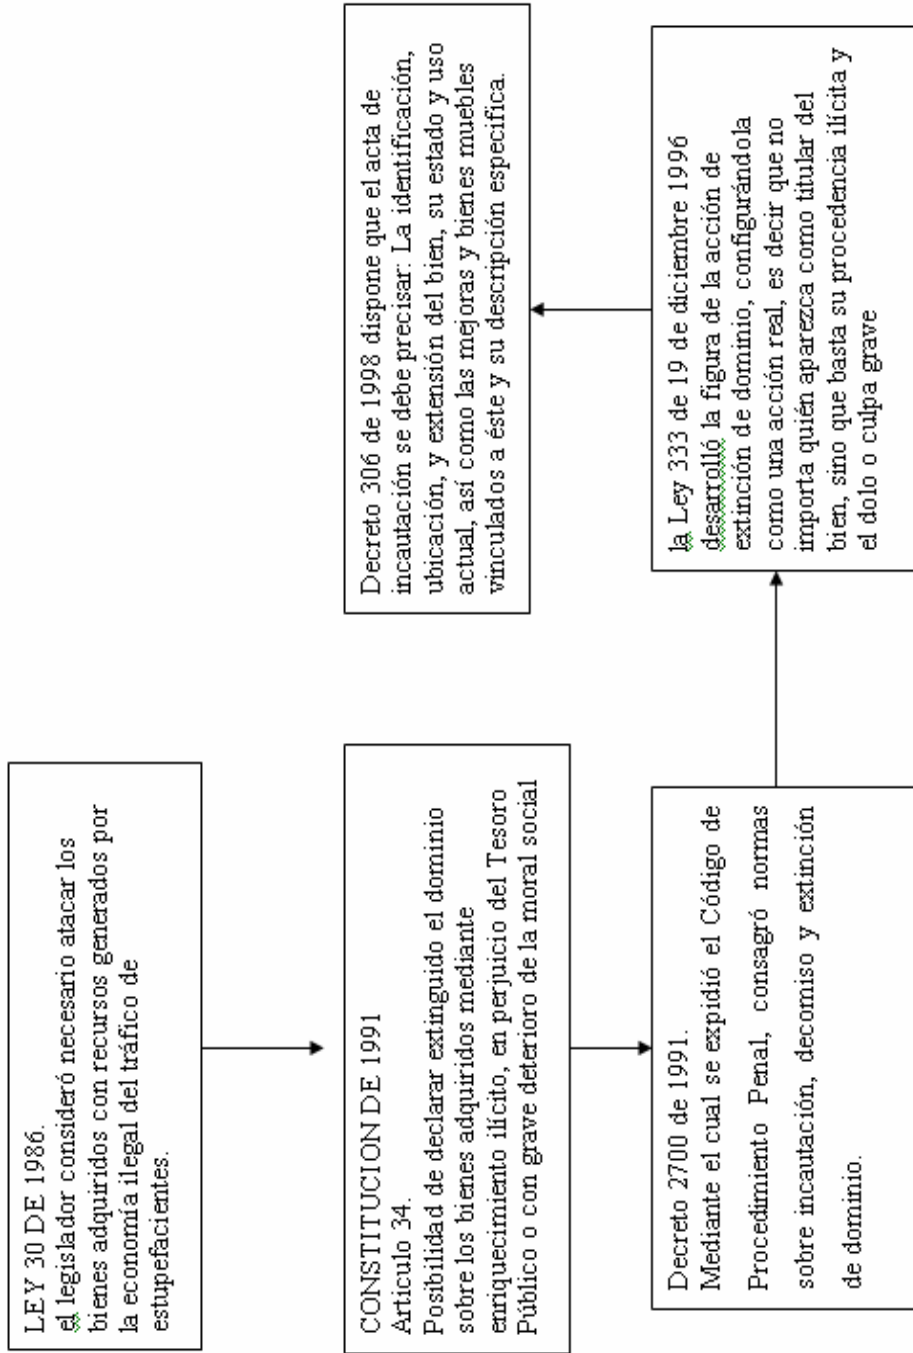 LEY 30 DE 1986.
el legislador consideró necesario atacar los
bienes adquiridos con recursos generados por
la economía ilegal del tráfico de
estupefacientes.
CONSTITUCION DE 1991
Articulo 34.
Posibilidad de declarar extinguido el dominio
sobre los bienes adquiridos mediante
enriquecimiento ilícito, en perjuicio del Tesoro
Público o con grave deterioro de la moral social
Decreto 2700 de 1991.
Mediante el cual se expidió el Código de
Procedimiento Penal, consagró normas
sobre incautación, decomiso y extinción
de dominio.
la Ley 333 de 19 de diciembre 1996
desarrolló la figura de la acción de
extinción de dominio, configurándola
como una acción real, es decir que no
importa quién aparezca como titular del
bien, sino que basta su procedencia ilícita y
el dolo o culpa grave
Decreto 306 de 1998 dispone que el acta de
incautación se debe precisar: La identificación,
ubicación, y extensión del bien, su estado y uso
actual, así como las mejoras y bienes muebles
vinculados a éste y su descripción especifica.